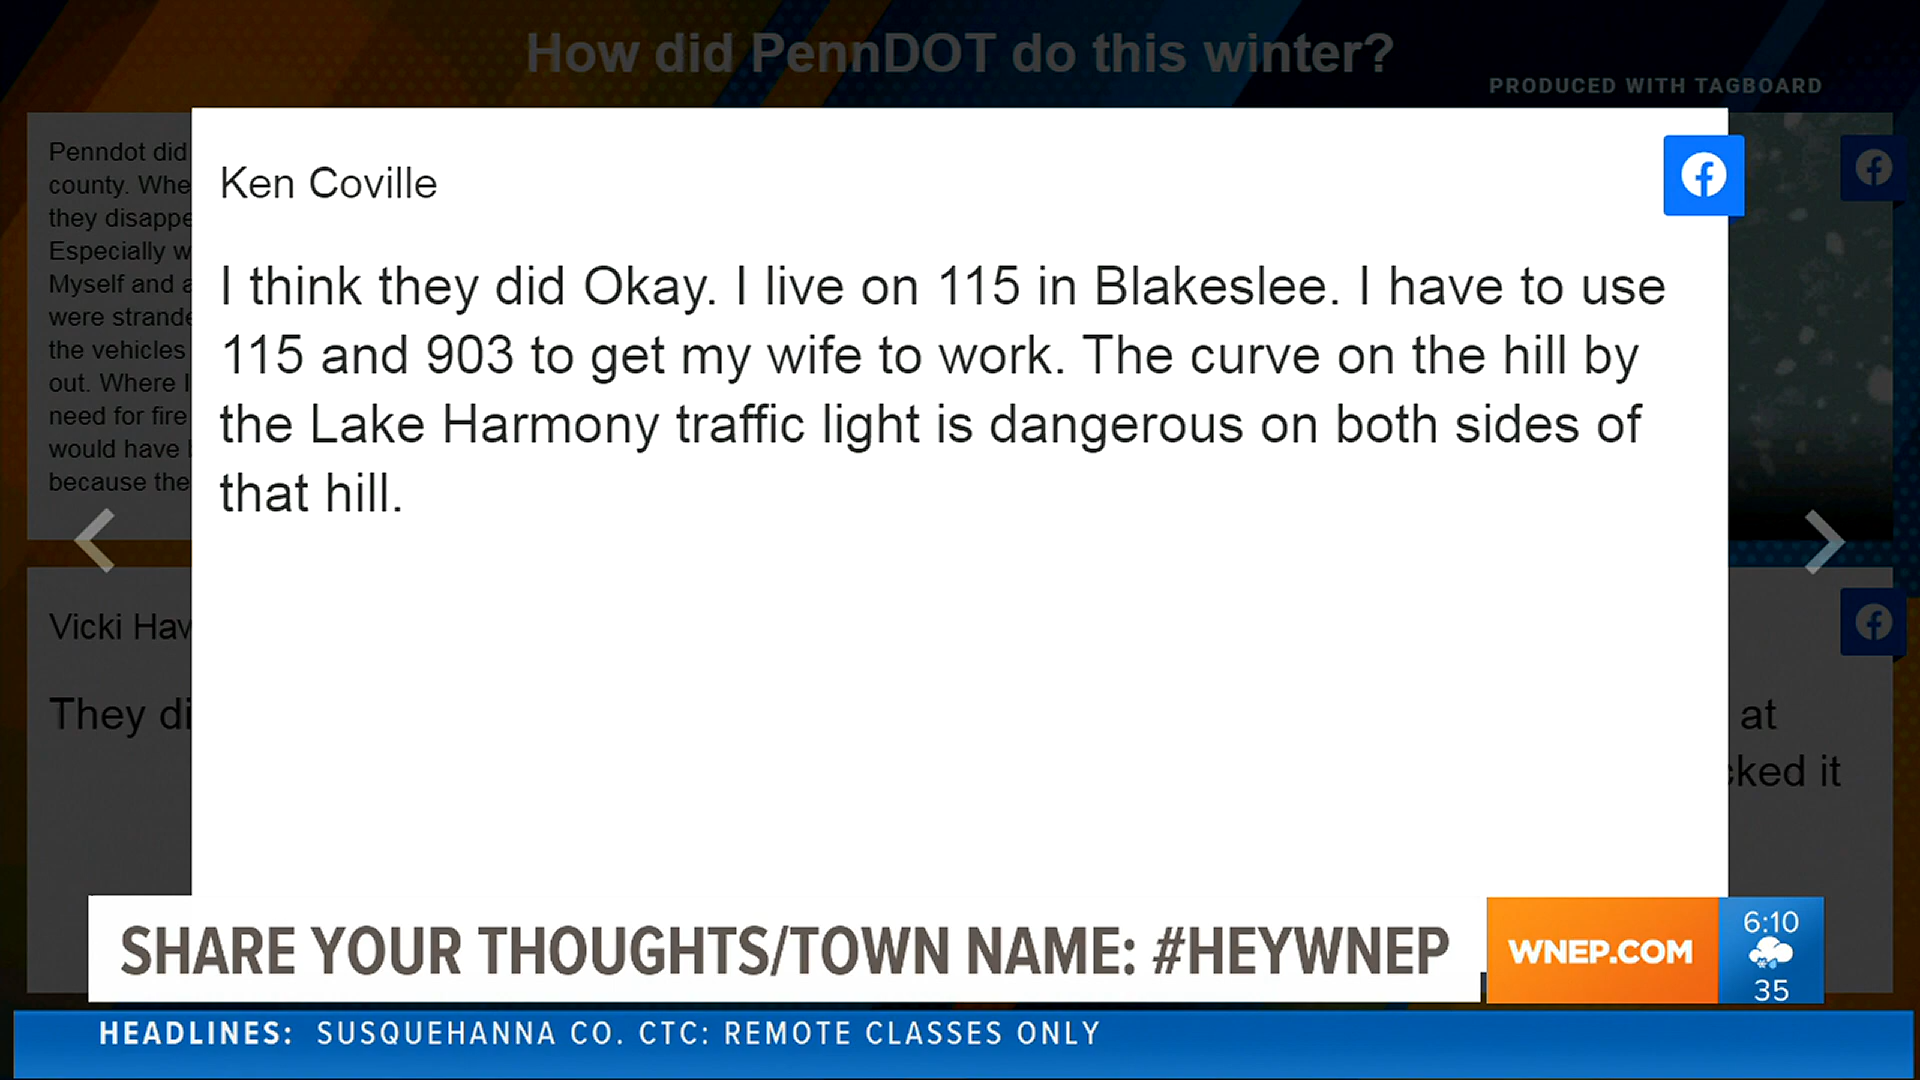 How did PennDOT do this winter?
PRODUCED WITH TAGBOARD
Penndot did
county. Whe
they disappe
Especially w
Myself and a
were strande
the vehicles
out. Where I
need for fire
would have
because the
Ken Coville
I think they did Okay. I live on 115 in Blakeslee. I have to use
115 and 903 to get my wife to work. The curve on the hill by
the Lake Harmony traffic light is dangerous on both sides of
that hill.
Vicki Hav
They di
at
cked it
SHARE YOUR THOUGHTS/TOWN NAME: #HEYWNEP
WNEP.COM
6:10
35
HEADLINES: SUSQUEHANNA CO. CTC: REMOTE CLASSES ONLY